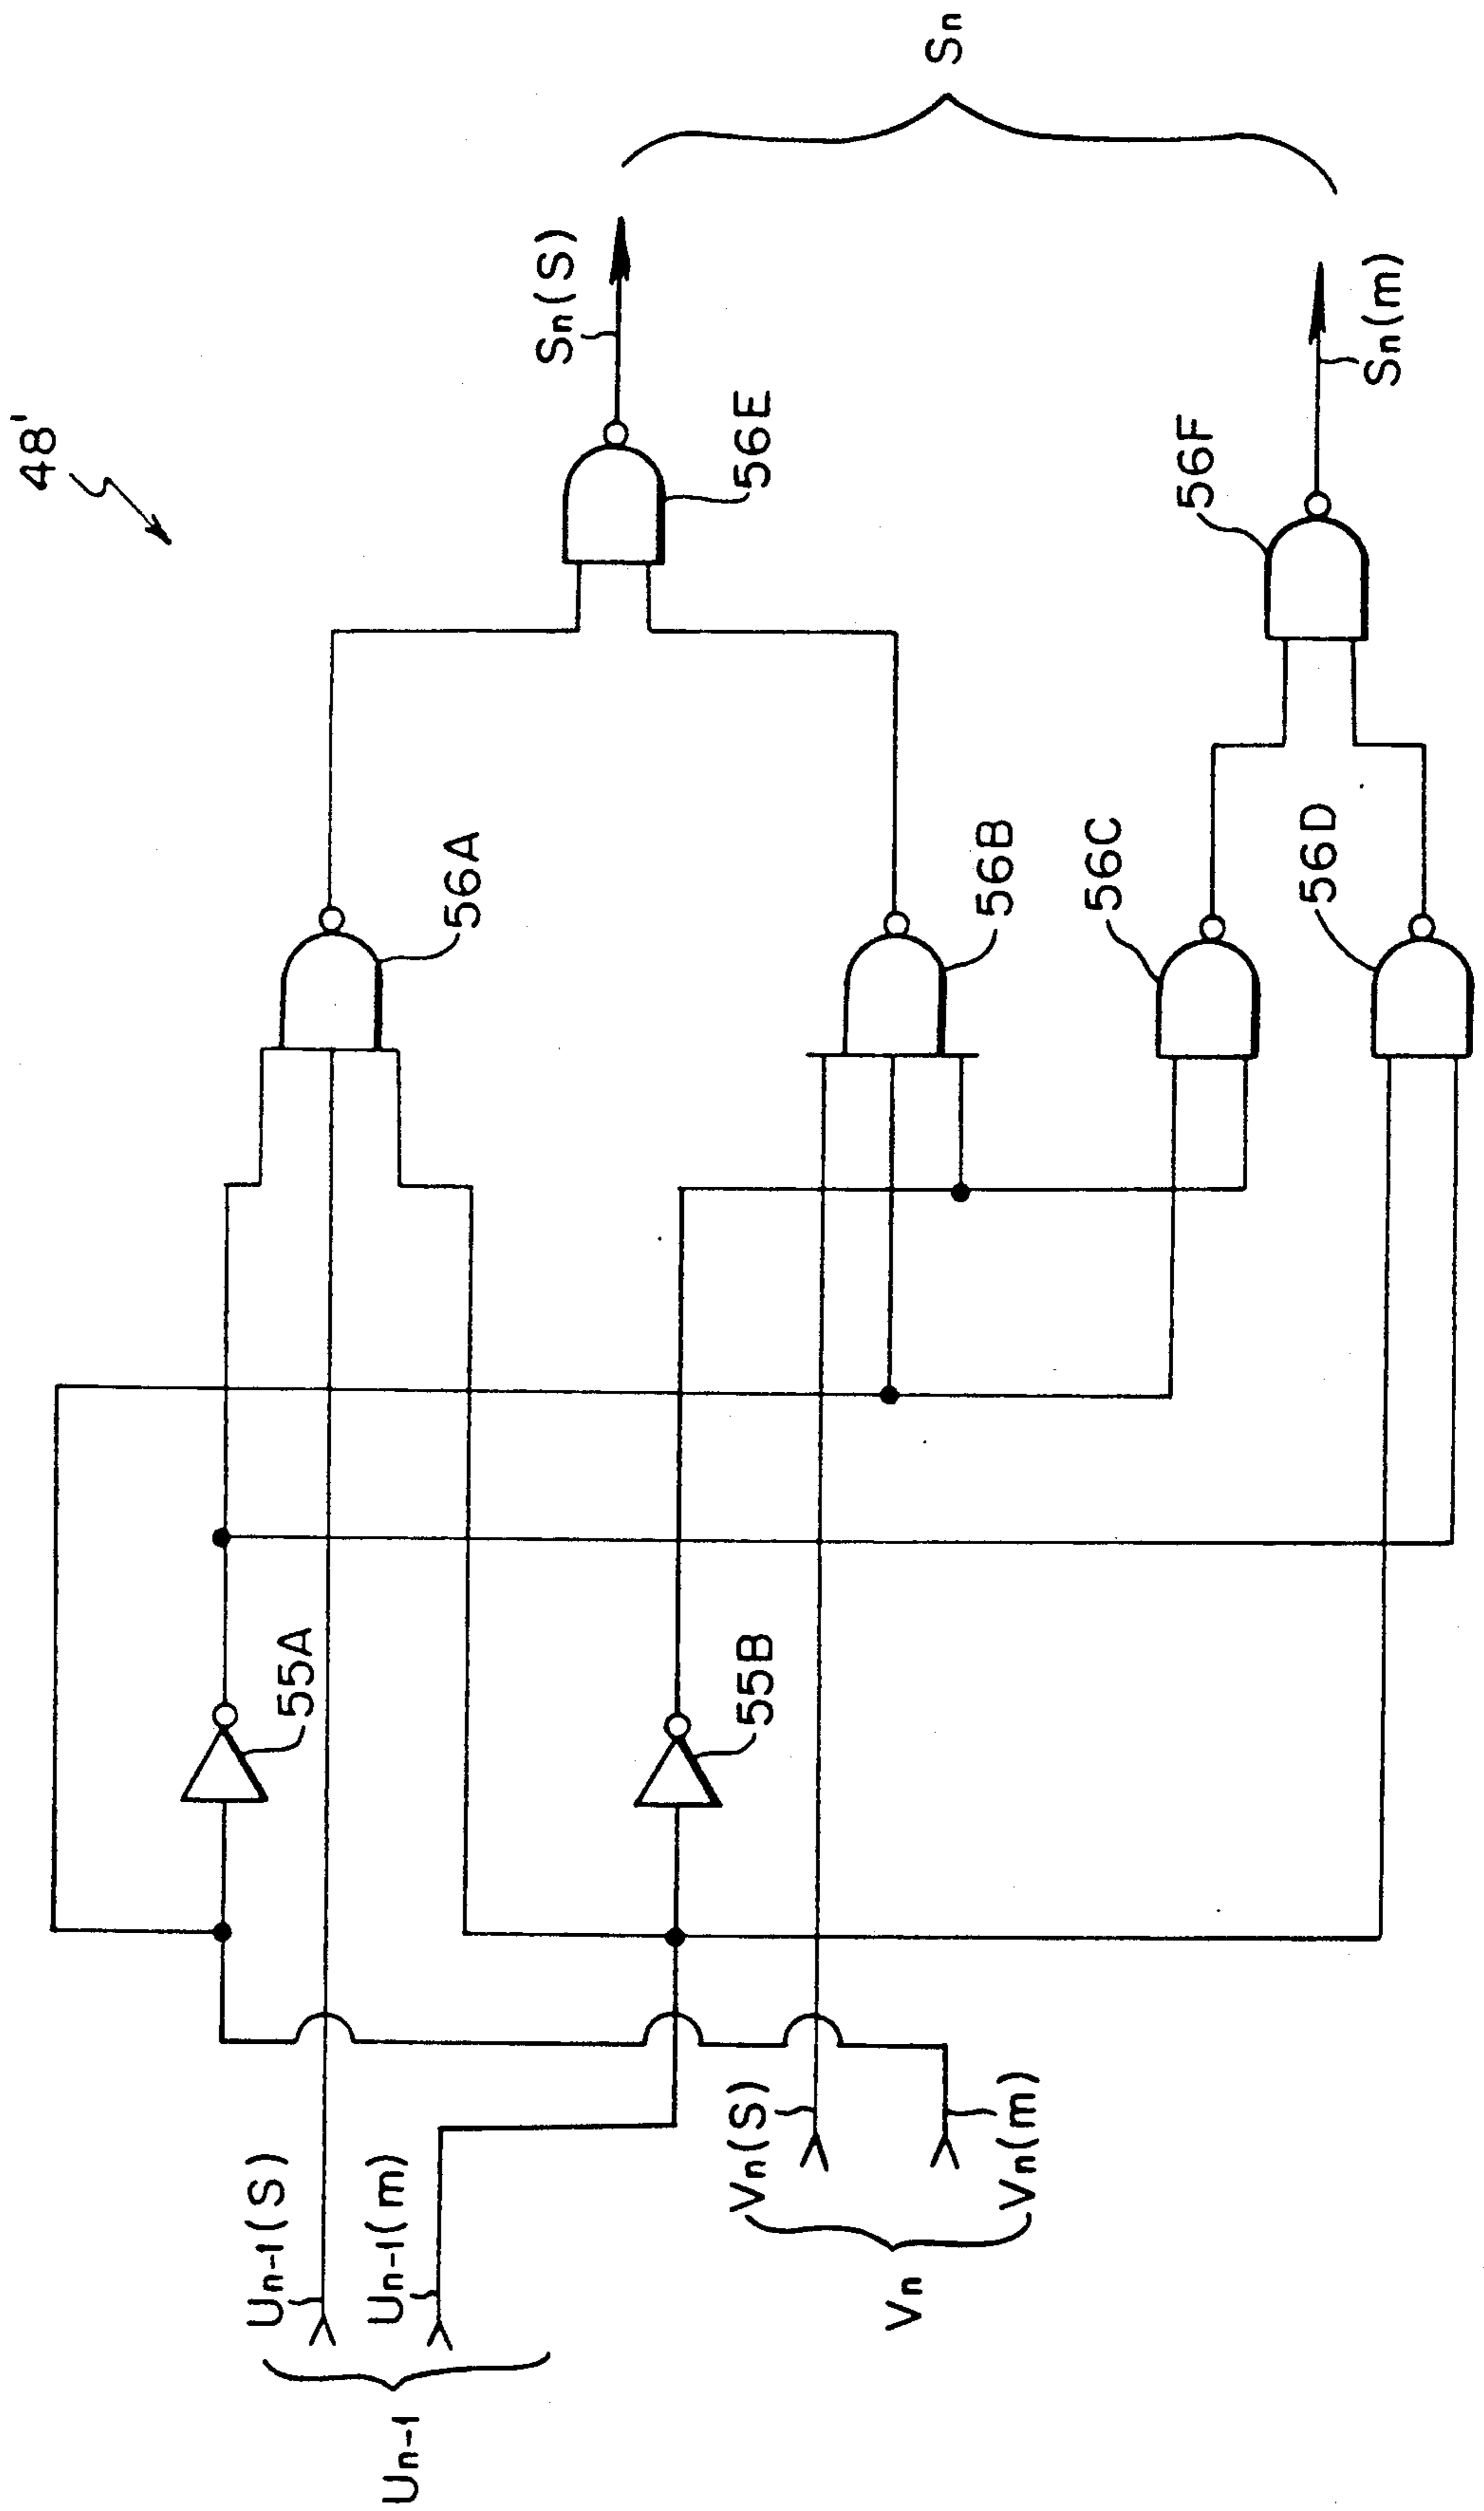 48'
Un-1
Un-1(S)
Un-1(m)
Vn
Vn(S)
Vn(m)
55A
55B
56A
56B
56C
56D
56E
56F
Sn(S)
Sn(m)
Sn